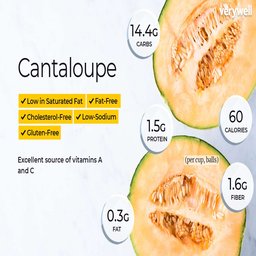 verywell
14.4G
CARBS
Cantaloupe
✓ Low in Saturated Fat ✓ Fat-Free
✓ Cholesterol-Free ✓ Low-Sodium
✓ Gluten-Free
1.5G
PROTEIN
60
CALORIES
(per cup, balls)
Excellent source of vitamins A
and C
1.6G
FIBER
0.3G
FAT